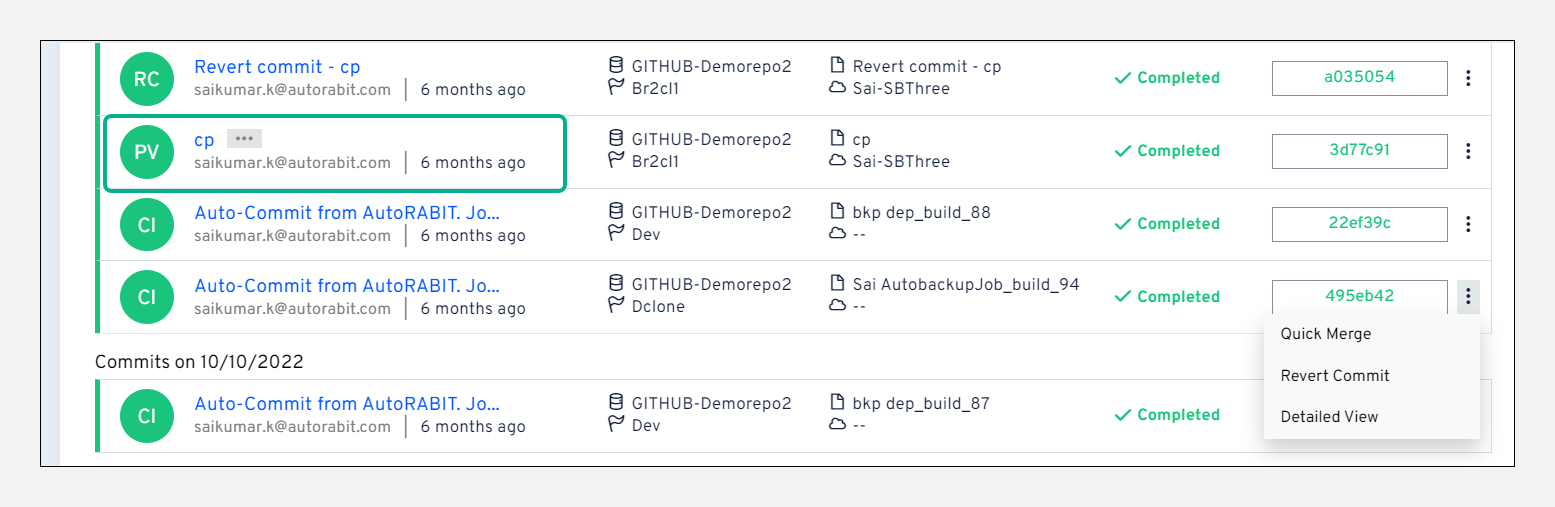 RC Revert commit - cp GITHUB-Demorepo2 Revert commit - cp Completed a035054
saikumar.k@autorabit.com | 6 months ago Br2cl1 Sai-SBThree
PV cp ••• GITHUB-Demorepo2 cp Completed 3d77c91
saikumar.k@autorabit.com | 6 months ago Br2cl1 Sai-SBThree
CI Auto-Commit from AutoRABIT. Jo... GITHUB-Demorepo2 bkp dep_build_88 Completed 22ef39c
saikumar.k@autorabit.com | 6 months ago Dev --
CI Auto-Commit from AutoRABIT. Jo... GITHUB-Demorepo2 Sai AutobackupJob_build_94 Completed 495eb42
saikumar.k@autorabit.com | 6 months ago Dclone --
Quick Merge
Revert Commit
Detailed View
Commits on 10/10/2022
CI Auto-Commit from AutoRABIT. Jo... GITHUB-Demorepo2 bkp dep_build_87 Completed
saikumar.k@autorabit.com | 6 months ago Dev --